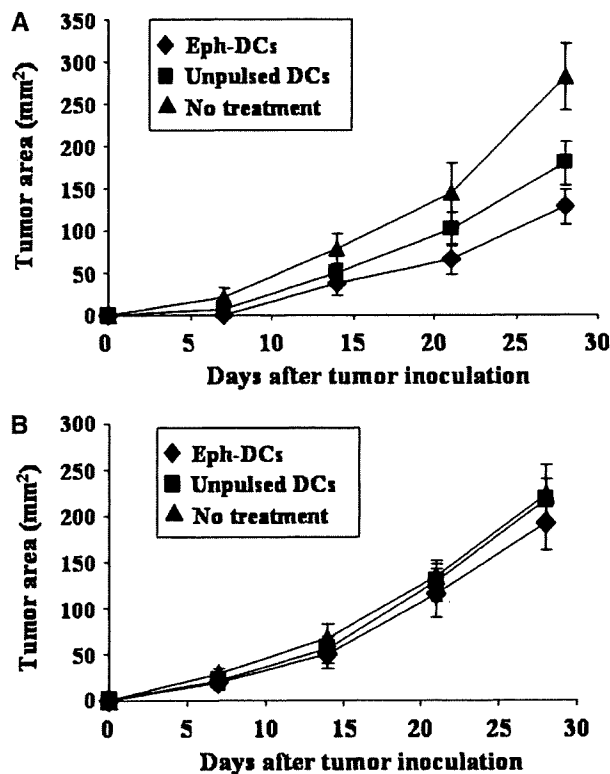 A
350
300
250
200
150
100
50
0
Tumor area (mm²)
Eph-DCs
Unpulsed DCs
No treatment
0 5 10 15 20 25 30
Days after tumor inoculation
B
300
250
200
150
100
50
0
Tumor area (mm²)
Eph-DCs
Unpulsed DCs
No treatment
0 5 10 15 20 25 30
Days after tumor inoculation